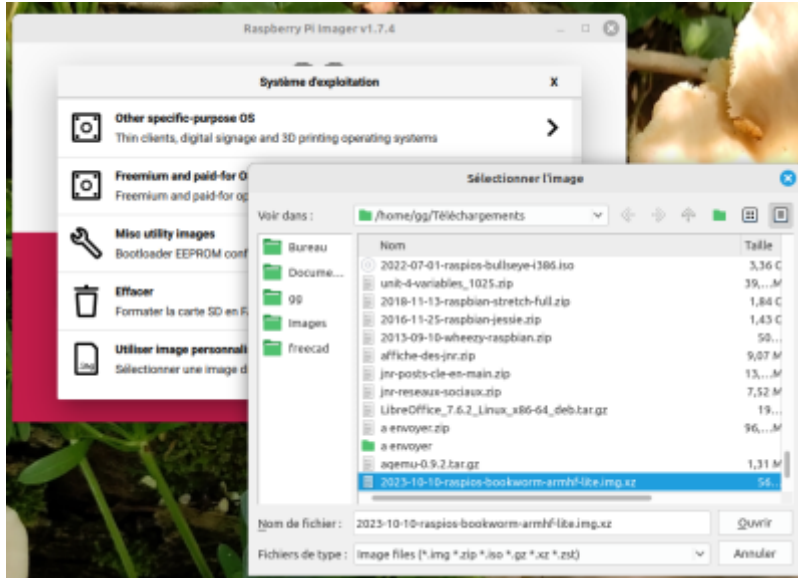 Raspberry Pi Imager v1.7.4
Système d'exploitation X
Other specific-purpose OS
Thin clients, digital signage and 3D printing operating systems
Freemium and paid-for O
Freemium and paid-for op
Misc utility images
Bootloader EEPROM conf
Effacer
Formater la carte SD en FA
Utiliser image personnali
Sélectionner une image d
Sélectionner l'image
Voir dans : /home/gg/Téléchargements
Bureau
Docume...
gg
Images
freecad
Nom Taille
2022-07-01-raspios-bullseye-i386.iso 3,36 G
unit-4-variables_1025.zip 39,...M
2018-11-13-raspbian-stretch-full.zip 1,84 G
2016-11-25-raspbian-jessie.zip 1,43 G
2013-09-10-wheezy-raspbian.zip 50...
affiche-des-jnr.zip 9,07 M
jnr-posts-cle-en-main.zip 13,...M
jnr-reseaux-sociaux.zip 7,52 M
LibreOffice_7.6.2_Linux_x86-64_deb.tar.gz 19...
a envoyer.zip 96,...M
a envoyer
aqemu-0.9.2.tar.gz 1,31 M
2023-10-10-raspios-bookworm-armhf-lite.img.xz 56...
Nom de fichier : 2023-10-10-raspios-bookworm-armhf-lite.img.xz Ouvrir
Fichiers de type : Image files (*.img *.zip *.iso *.gz *.xz *.zst) Annuler